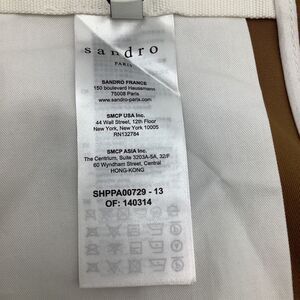 sandro
PARIS
SANDRO FRANCE
150 boulevard Haussmann
75008 Paris
www.sandro-paris.com
SMCP USA Inc.
44 Wall Street, 12th Floor
New York, New York 10005
RN132784
SMCP ASIA Inc.
The Centrium, Suite 3203A-5A, 32/F
60 Wyndham Street, Central
HONG-KONG
SHPPA00729 - 13
OF: 140314